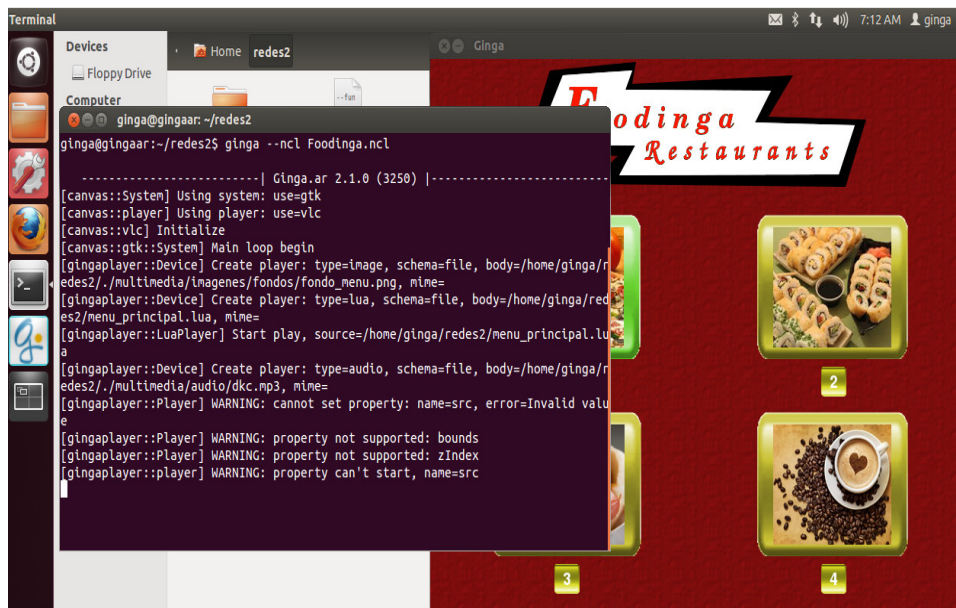 Terminal
7:12 AM ginga
Devices
Floppy Drive
Computer
Home redes2
--fun
Ginga
Foodinga
Restaurants
2
3
4
ginga@gingaar: ~/redes2
ginga@gingaar:~/redes2$ ginga --ncl Foodinga.ncl
--------------------------| Ginga.ar 2.1.0 (3250) |--------------------------
[canvas::System] Using system: use=gtk
[canvas::player] Using player: use=vlc
[canvas::vlc] Initialize
[canvas::gtk::System] Main loop begin
[gingaplayer::Device] Create player: type=image, schema=file, body=/home/ginga/r
edes2/./multimedia/imagenes/fondos/fondo_menu.png, mime=
[gingaplayer::Device] Create player: type=lua, schema=file, body=/home/ginga/red
es2/menu_principal.lua, mime=
[gingaplayer::LuaPlayer] Start play, source=/home/ginga/redes2/menu_principal.lu
a
[gingaplayer::Device] Create player: type=audio, schema=file, body=/home/ginga/r
edes2/./multimedia/audio/dkc.mp3, mime=
[gingaplayer::Player] WARNING: cannot set property: name=src, error=Invalid valu
e
[gingaplayer::Player] WARNING: property not supported: bounds
[gingaplayer::Player] WARNING: property not supported: zIndex
[gingaplayer::player] WARNING: property can't start, name=src